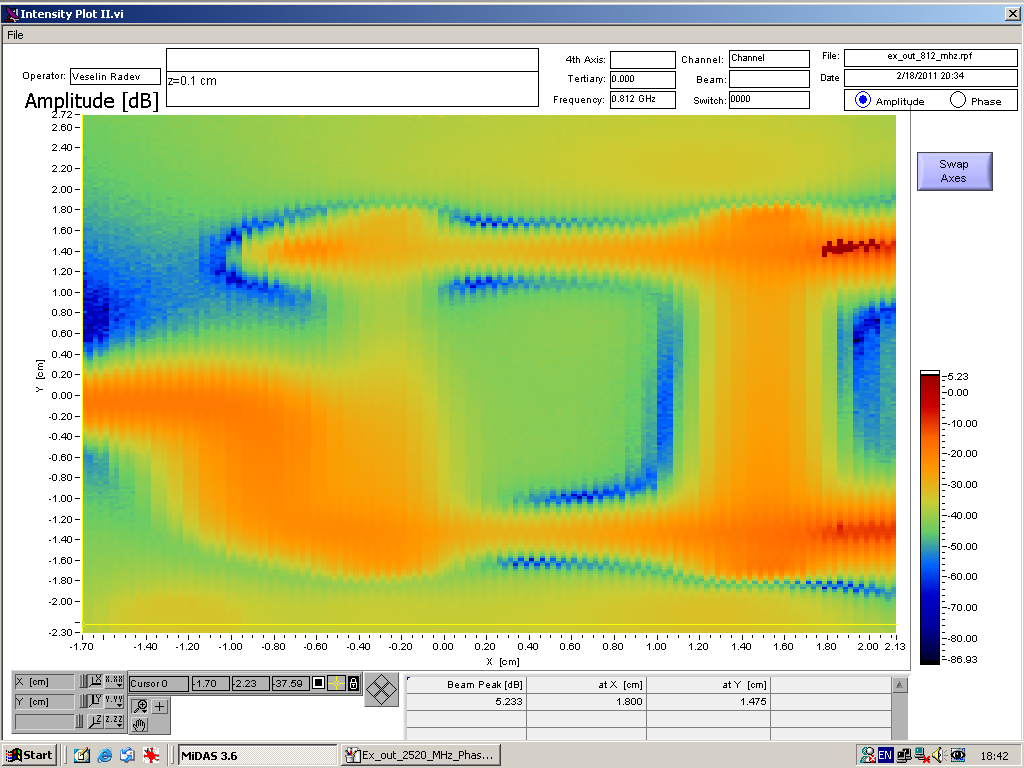 Intensity Plot II.vi
File
Operator: Veselin Radev
z=0.1 cm
4th Axis:
Tertiary: 0.000
Frequency: 0.812 GHz
Channel: Channel
Beam:
Switch: 0000
File: ex_out_812_mhz.rpf
Date 2/18/2011 20:34
Amplitude Phase
Amplitude [dB]
Swap
Axes
2.72
2.60
2.40
2.20
2.00
1.80
1.60
1.40
1.20
1.00
0.80
0.60
0.40
0.20
0.00
-0.20
-0.40
-0.60
-0.80
-1.00
-1.20
-1.40
-1.60
-1.80
-2.00
-2.30
Y [cm]
-1.70 -1.40 -1.20 -1.00 -0.80 -0.60 -0.40 -0.20 0.00 0.20 0.40 0.60 0.80 1.00 1.20 1.40 1.60 1.80 2.00 2.13
X [cm]
5.23
0.00
-10.00
-20.00
-30.00
-40.00
-50.00
-60.00
-70.00
-80.00
-86.93
X [cm] X X.XX
Y [cm] Y Y.YY
Z Z.ZZ
Cursor 0 -1.70 -2.23 -37.59
Beam Peak [dB] at X [cm] at Y [cm]
5.233 1.800 1.475
Start
MiDAS 3.6
Ex_out_2520_MHz_Phas...
EN
18:42